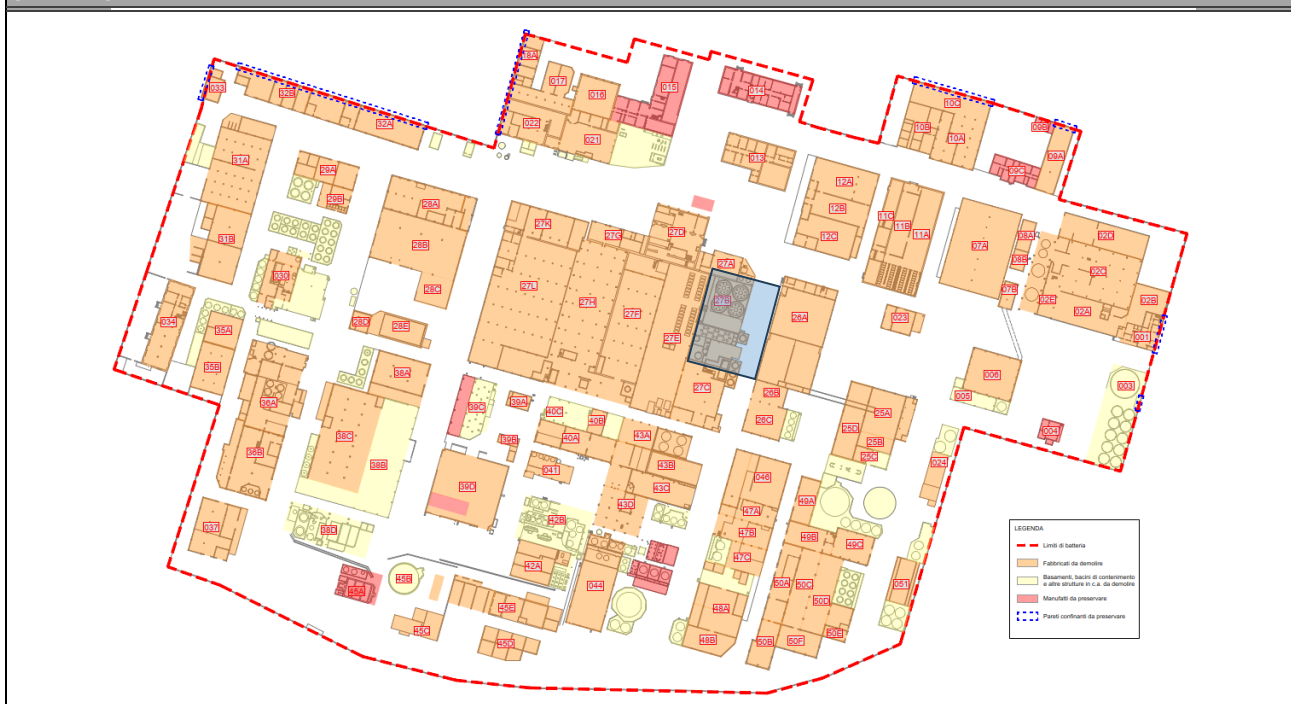 18A
017
016
015
014
033
32B
32A
022
021
10C
10B
10A
09B
09A
09C
013
31A
29A
29B
12A
12B
12C
11C
11B
11A
28A
28B
28C
27K
27G
27D
27A
07A
08A
08B
07B
02D
02C
02B
02E
02A
001
31B
030
27L
27H
27F
27B
27E
27C
26A
023
034
35A
35B
28D
28E
006
005
003
004
36A
36B
38A
38C
38B
39C
39A
39B
40C
40B
40A
43A
26B
26C
25A
25D
25B
25C
024
041
43B
43C
43D
39D
046
47A
47B
47C
49A
49B
49C
037
38D
42B
42A
044
45A
45B
45C
45E
45D
48A
48B
50A
50C
50D
50E
50B
50F
051
LEGENDA
Limiti di batteria
Fabbricati da demolire
Basamenti, bacini di contenimento
e altre strutture in c.a. da demolire
Manufatti da preservare
Pareti confinanti da preservare